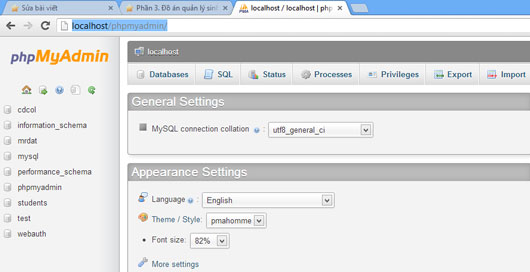 Sửa bài viết
Phần 3. Đồ án quản lý sinh
localhost / localhost | ph
localhost/phpmyadmin/
phpMyAdmin
localhost
Databases
SQL
Status
Processes
Privileges
Export
Import
cdcol
information_schema
mrdat
mysql
performance_schema
phpmyadmin
students
test
webauth
General Settings
MySQL connection collation : utf8_general_ci
Appearance Settings
Language : English
Theme / Style: pmahomme
Font size: 82%
More settings